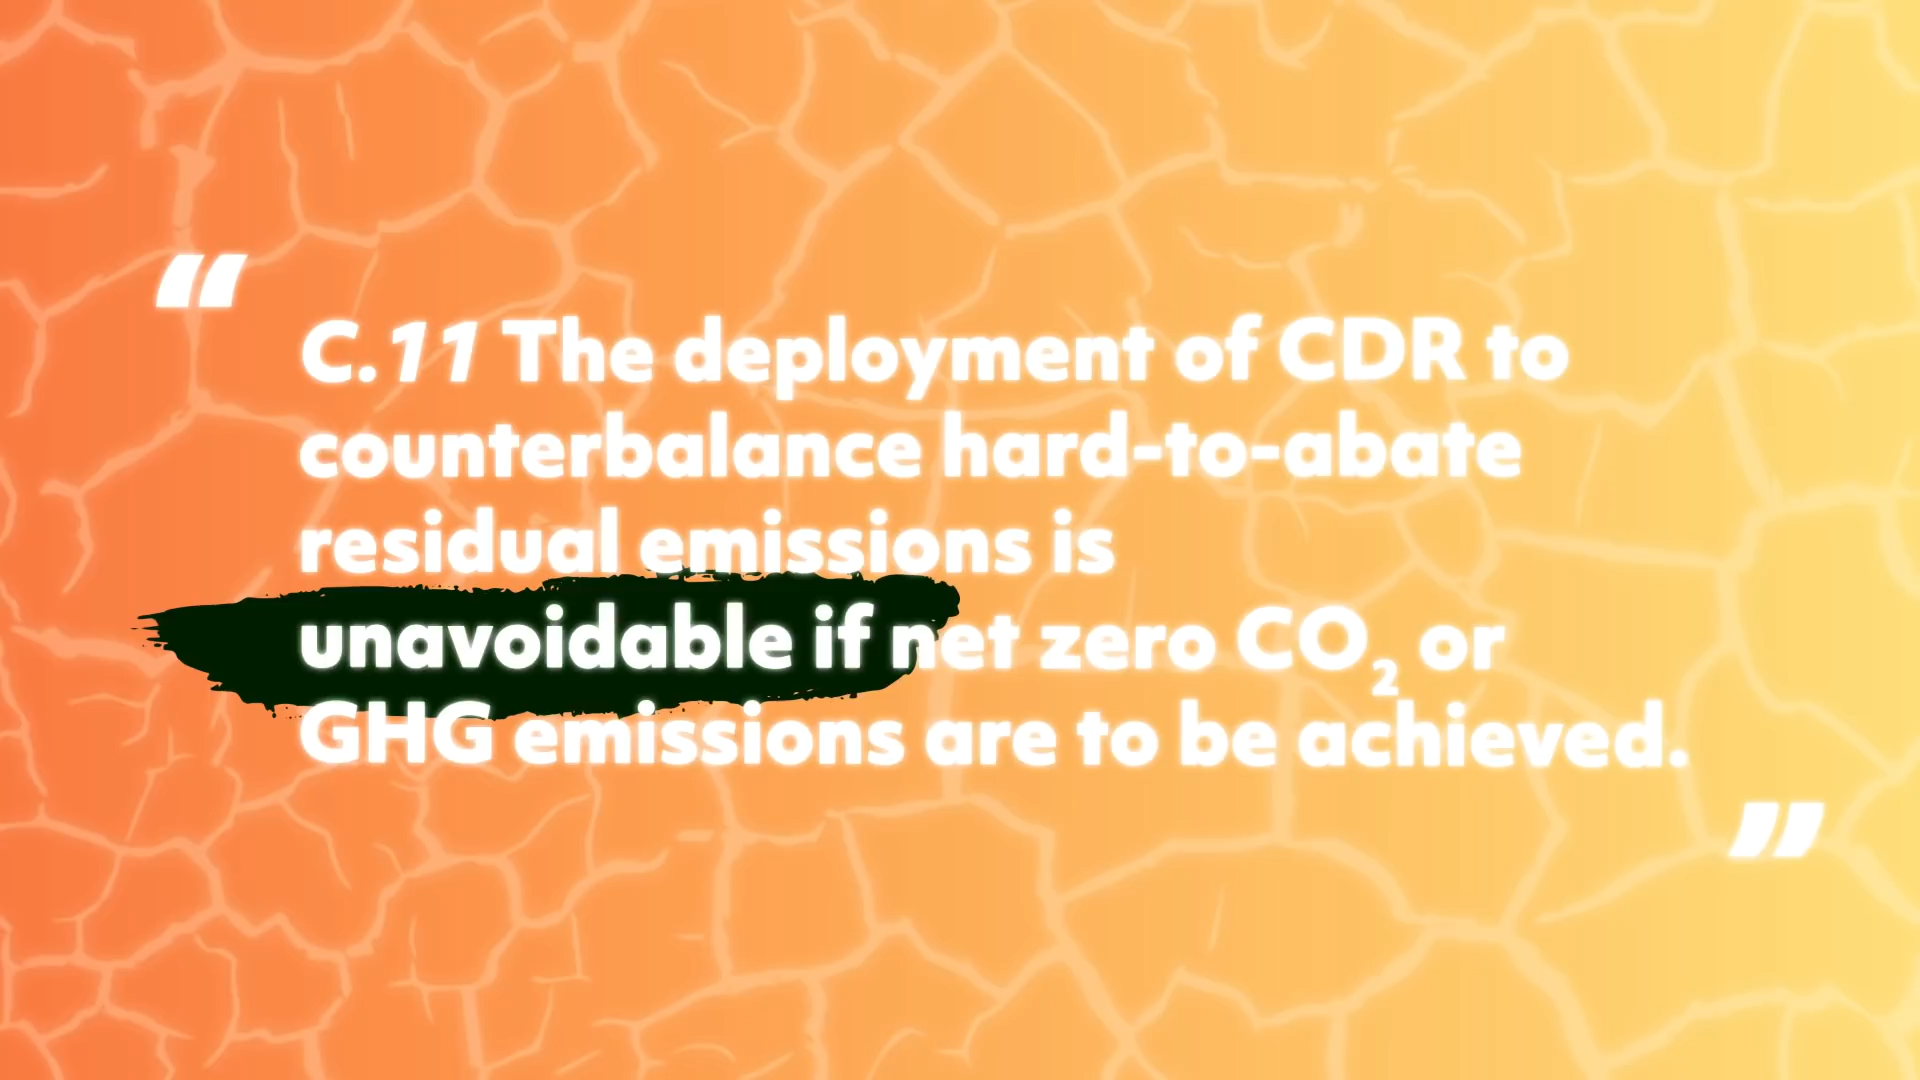 “
C.11 The deployment of CDR to
counterbalance hard-to-abate
residual emissions is
unavoidable if net zero CO₂ or
GHG emissions are to be achieved.
”